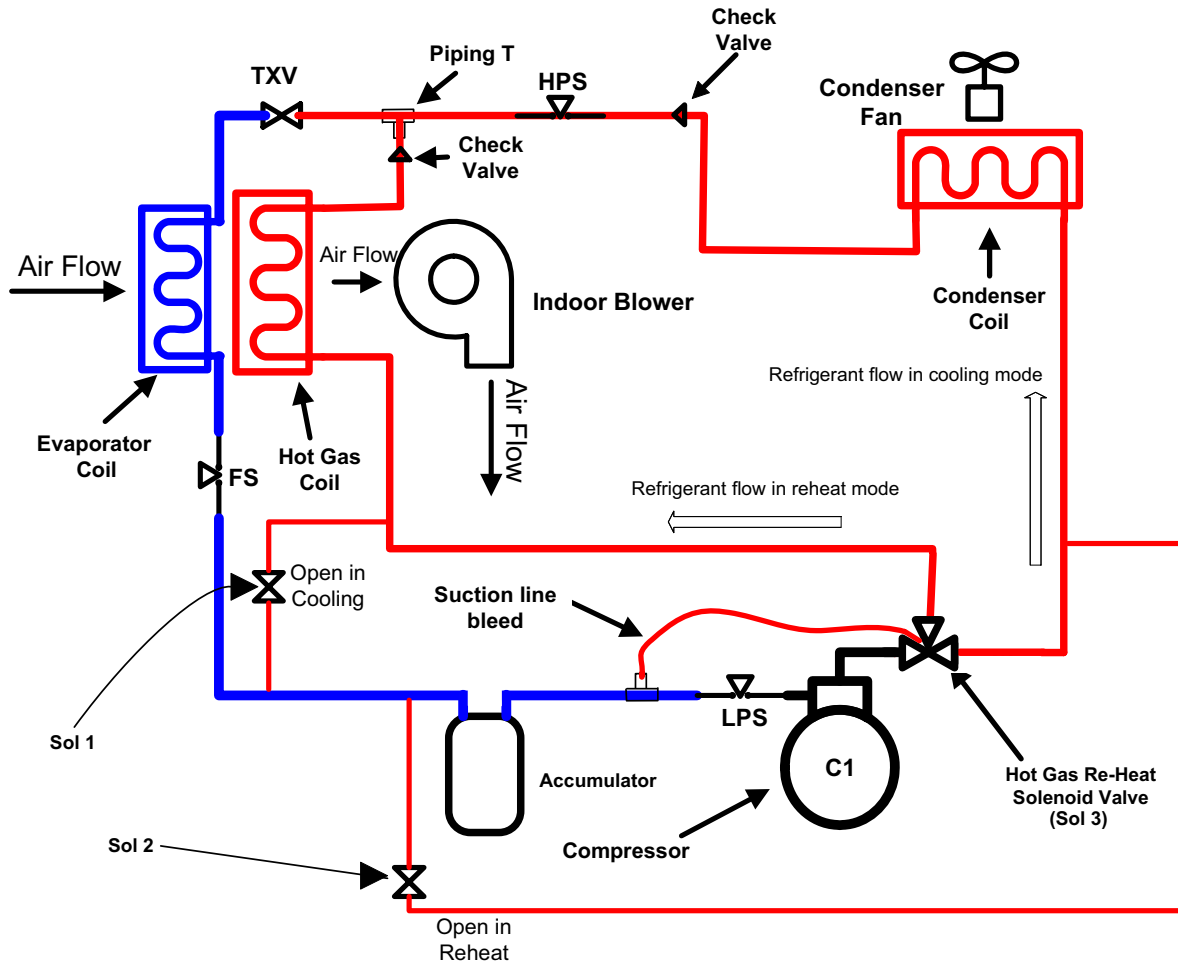 Check
Valve
Piping T
TXV
HPS
Condenser
Fan
Check
Valve
Air Flow
Air Flow
Indoor Blower
Condenser
Coil
Refrigerant flow in cooling mode
Air Flow
Evaporator
Coil
Hot Gas
Coil
FS
Refrigerant flow in reheat mode
Open in
Cooling
Suction line
bleed
Sol 1
LPS
C1
Accumulator
Hot Gas Re-Heat
Solenoid Valve
(Sol 3)
Sol 2
Compressor
Open in
Reheat